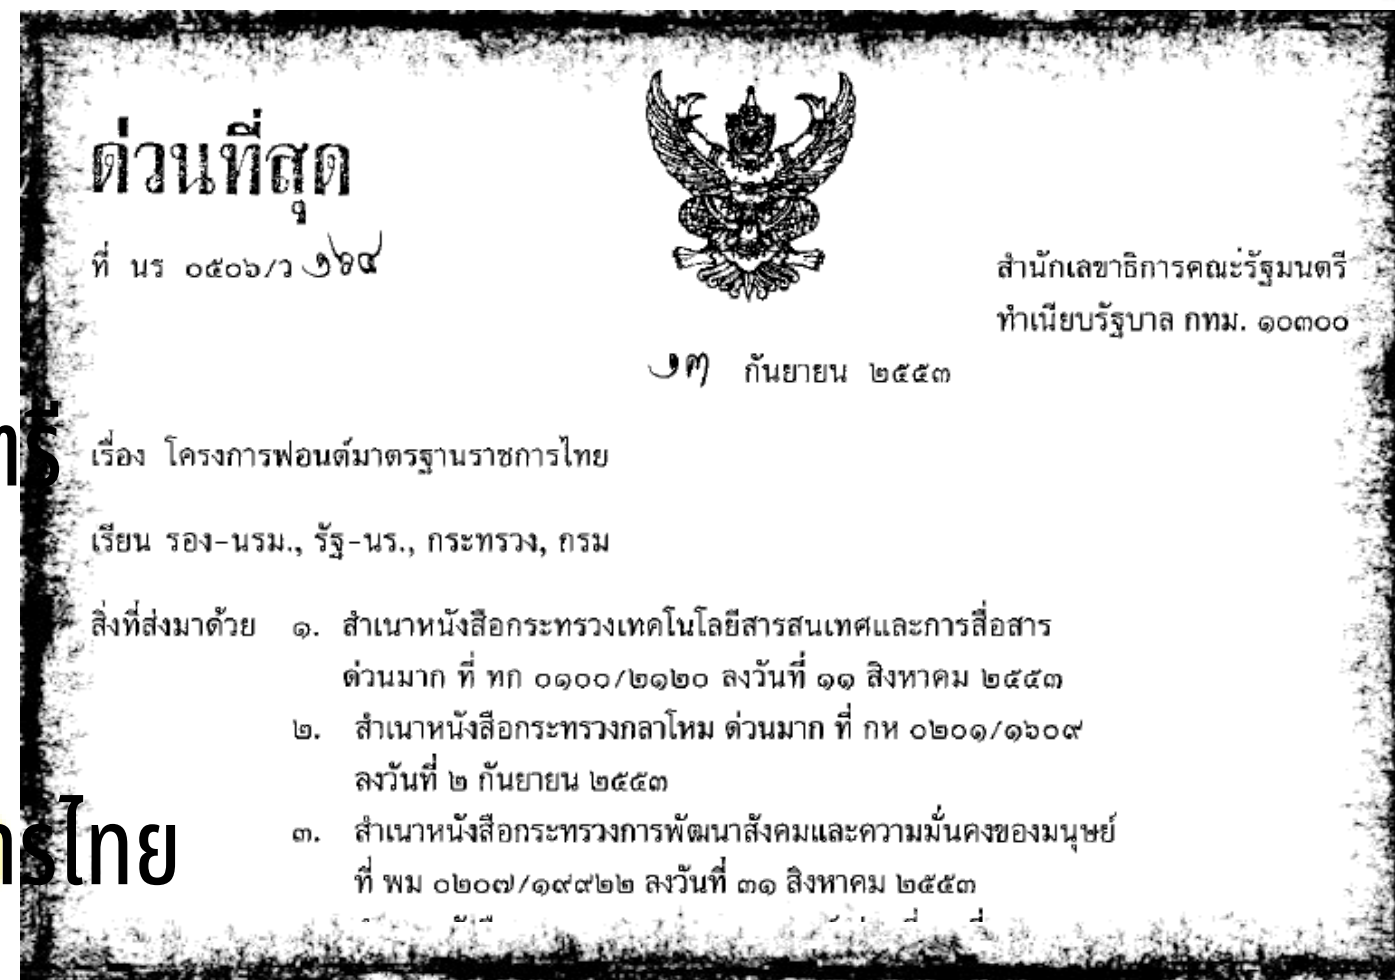 ด่วนที่สุด
ที่ นร ๐๕๐๖/ว ๑๖๔
สำนักเลขาธิการคณะรัฐมนตรี
ทำเนียบรัฐบาล กทม. ๑๐๓๐๐
๑๓ กันยายน ๒๕๕๓
เรื่อง โครงการฟอนต์มาตรฐานราชการไทย
เรียน รอง-นรม., รัฐ-นร., กระทรวง, กรม
สิ่งที่ส่งมาด้วย ๑. สำเนาหนังสือกระทรวงเทคโนโลยีสารสนเทศและการสื่อสาร
ด่วนมาก ที่ ทก ๐๑๐๐/๒๑๒๐ ลงวันที่ ๑๑ สิงหาคม ๒๕๕๓
๒. สำเนาหนังสือกระทรวงกลาโหม ด่วนมาก ที่ กห ๐๒๐๑/๑๖๐๙
ลงวันที่ ๒ กันยายน ๒๕๕๓
๓. สำเนาหนังสือกระทรวงการพัฒนาสังคมและความมั่นคงของมนุษย์
ที่ พม ๐๒๐๗/๑๙๙๒๒ ลงวันที่ ๓๑ สิงหาคม ๒๕๕๓
รไทย